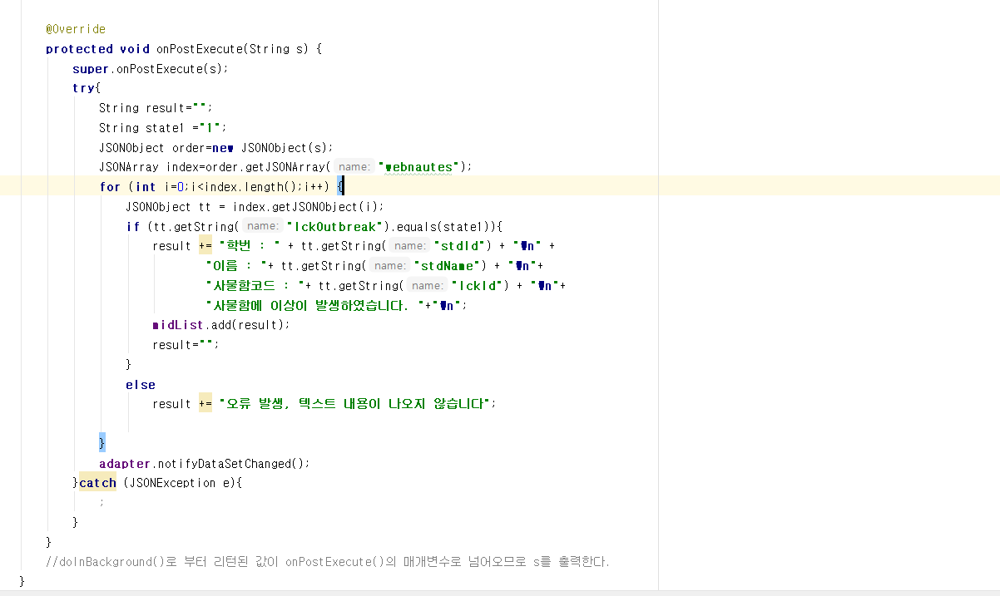 @Override
protected void onPostExecute(String s) {
super.onPostExecute(s);
try{
String result="";
String state1 ="1";
JSONObject order=new JSONObject(s);
JSONArray index=order.getJSONArray( name: "webnautes");
for (int i=0;i<index.length();i++) {
JSONObject tt = index.getJSONObject(i);
if (tt.getString( name: "lckOutbreak").equals(state1)){
result += "학번 : " + tt.getString( name: "stdId") + "₩n" +
"이름 : "+ tt.getString( name: "stdName") + "₩n"+
"사물함코드 : "+ tt.getString( name: "lckId") + "₩n"+
"사물함에 이상이 발생하였습니다. "+"₩n";
midList.add(result);
result="";
}
else
result += "오류 발생, 텍스트 내용이 나오지 않습니다";
}
adapter.notifyDataSetChanged();
}catch (JSONException e){
;
}
}
//doInBackground()로 부터 리턴된 값이 onPostExecute()의 매개변수로 넘어오므로 s를 출력한다.
}